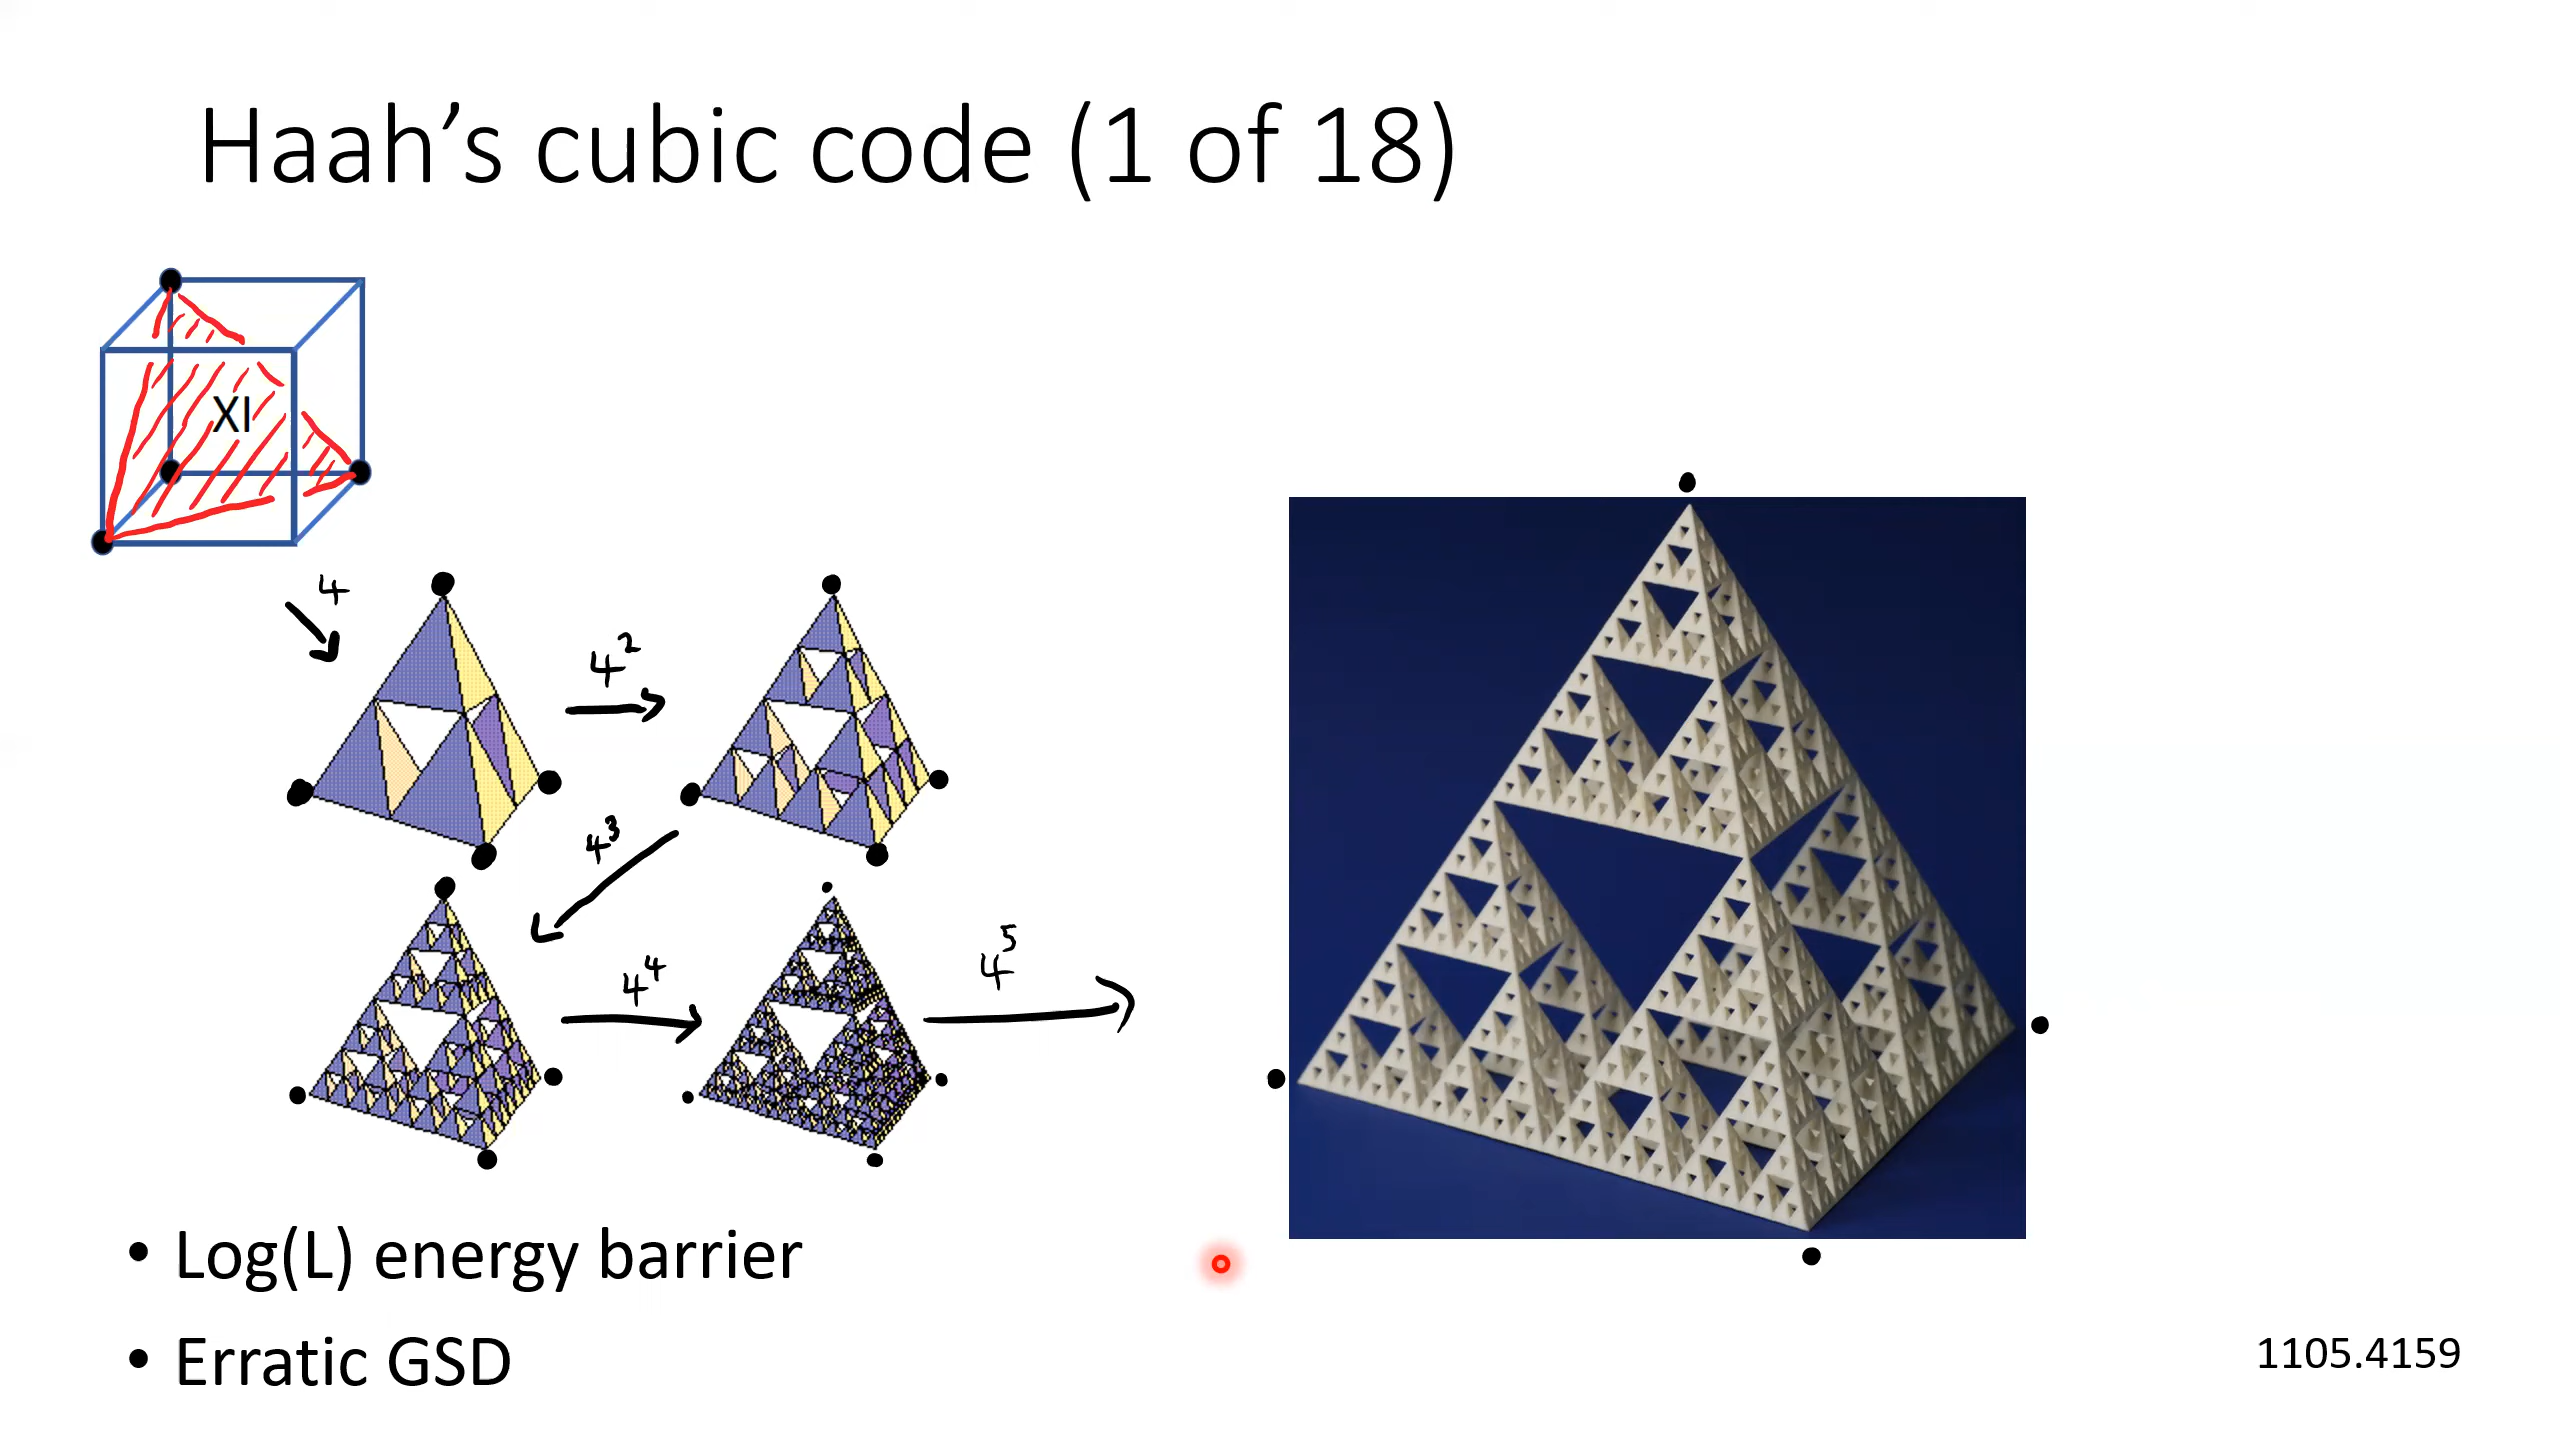 Haah’s cubic code (1 of 18)
XI
4
4²
4³
4⁴
4⁵
• Log(L) energy barrier
• Erratic GSD
1105.4159